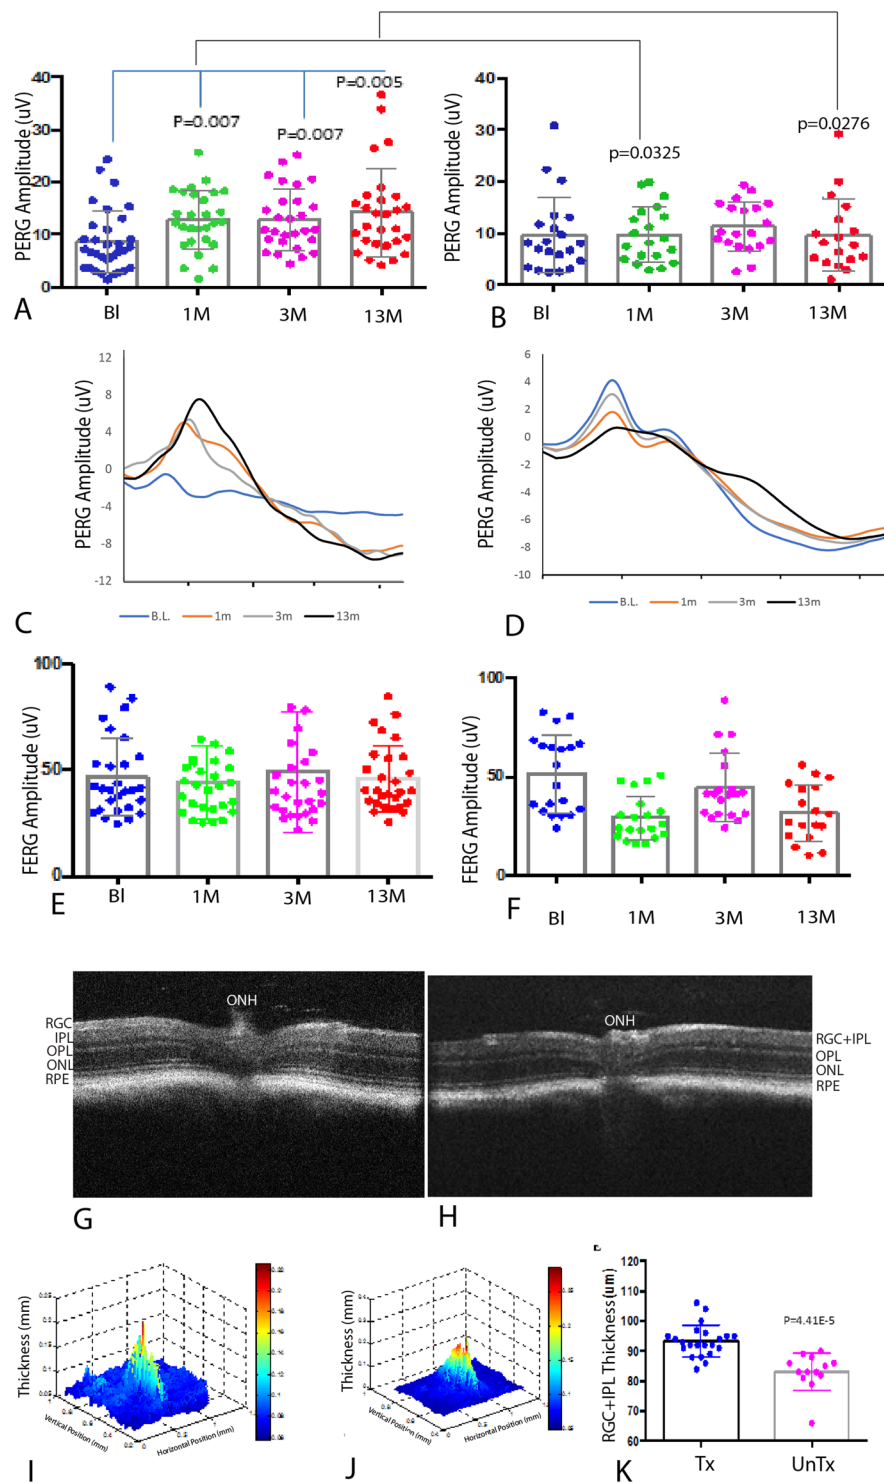 PERG Amplitude (uV)
40
30
20
10
0
P=0.007
P=0.007
P=0.005
Bl
1M
3M
13M
A
PERG Amplitude (uV)
40
30
20
10
0
p=0.0325
p=0.0276
Bl
1M
3M
13M
B
PERG Amplitude (uV)
12
8
4
0
-4
-8
-12
B.L. 1m 3m 13m
C
PERG Amplitude (uV)
6
4
2
0
-2
-4
-6
-8
-10
B.L. 1m 3m 13m
D
FERG Amplitude (uV)
100
50
0
Bl
1M
3M
13M
E
FERG Amplitude (uV)
100
50
0
Bl
1M
3M
13M
F
ONH
RGC
IPL
OPL
ONL
RPE
G
ONH
RGC+IPL
OPL
ONL
RPE
H
Thickness (mm)
Vertical Position (mm)
Horizontal Position (mm)
I
Thickness (mm)
Vertical Position (mm)
Horizontal Position (mm)
J
RGC+IPL Thickness (um)
120
110
100
90
80
70
60
P=4.41E-5
Tx
UnTx
K